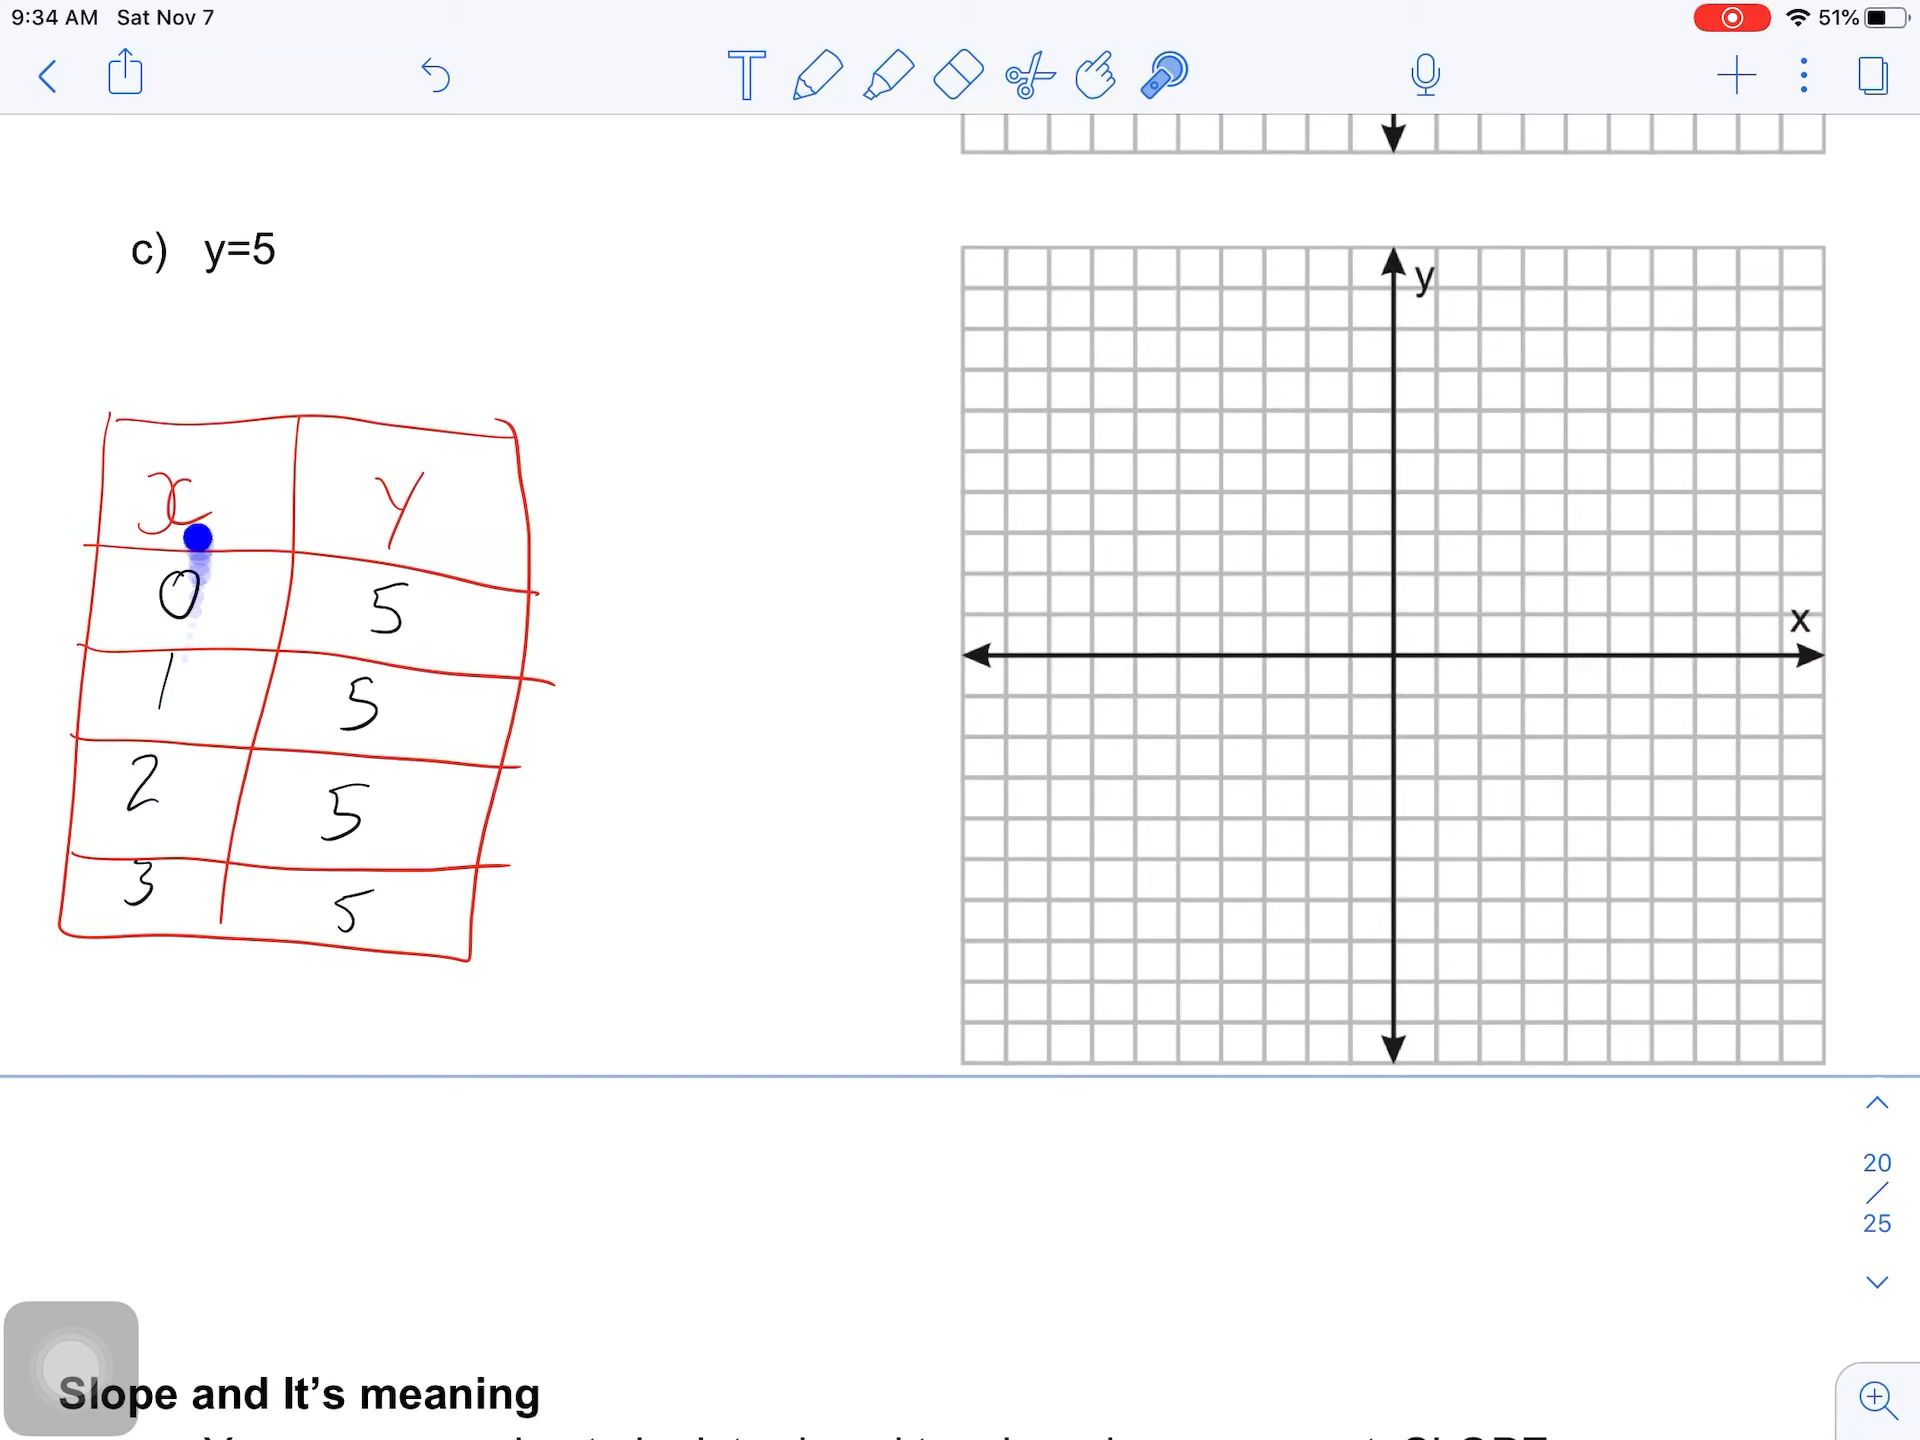 9:34 AM Sat Nov 7
51%
T
c) y=5
y
x
x y
0 5
1 5
2 5
3 5
20
/
25
Slope and It’s meaning